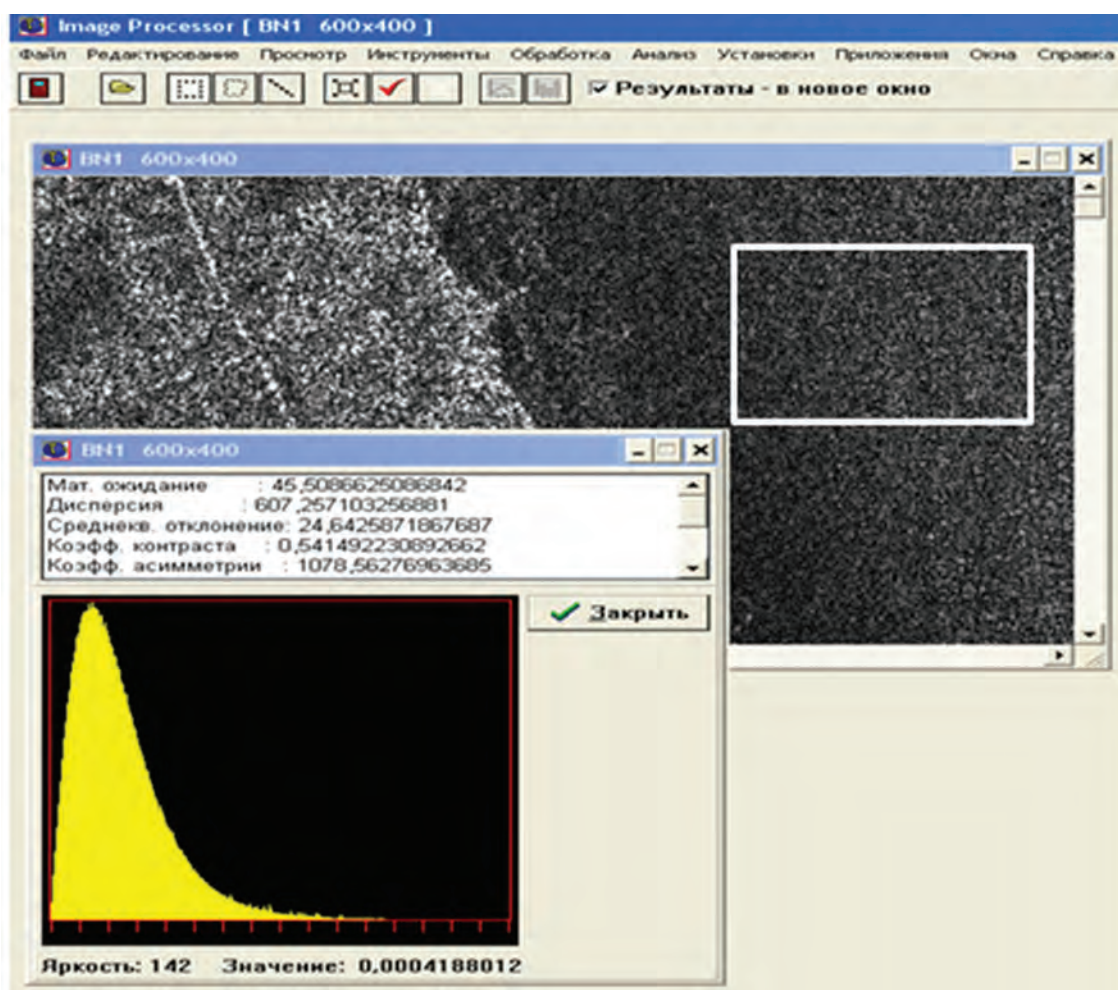 Image Processor [ BN1 600x400 ]
Файл Редактирование Просмотр Инструменты Обработка Анализ Установки Приложения Окна Справка
Результаты - в новое окно
BN1 600x400
BN1 600x400
Мат. ожидание : 45,5086625086842
Дисперсия : 607,257103256881
Среднекв. отклонение: 24,6425871867687
Коэфф. контраста : 0,541492230892662
Коэфф. асимметрии : 1078,56276963685
Закрыть
Яркость: 142 Значение: 0,0004188012